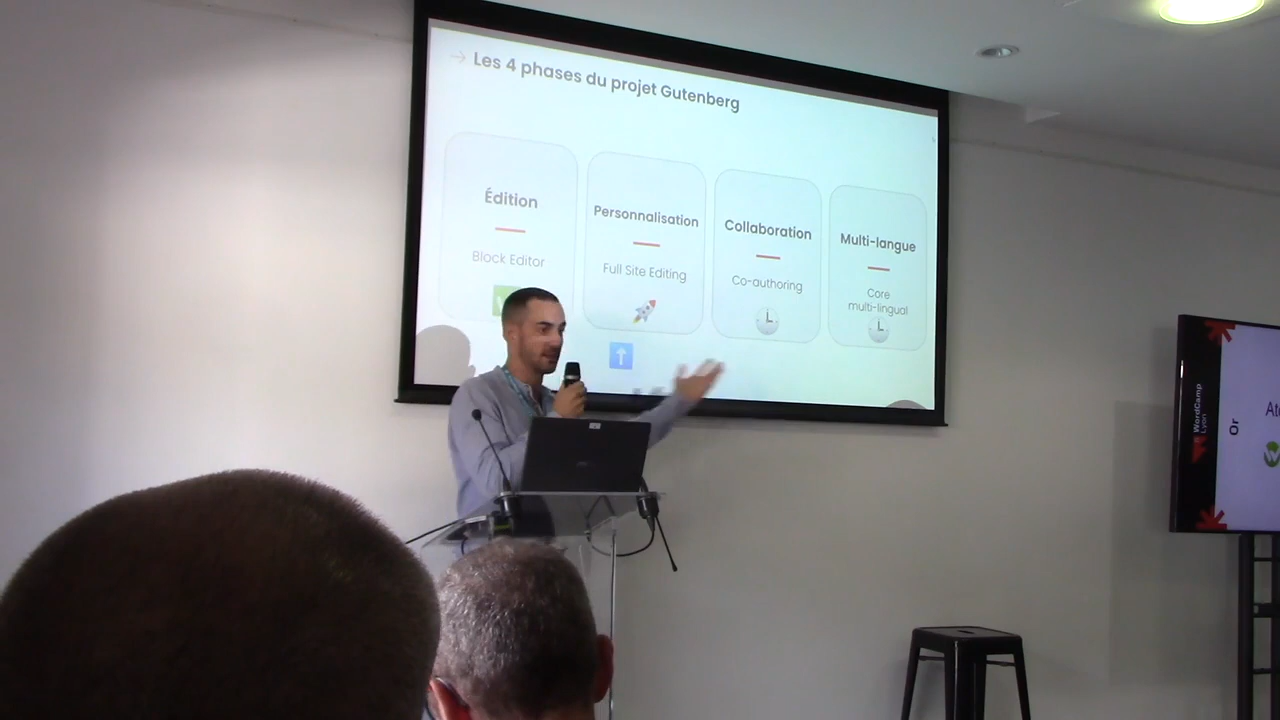 → Les 4 phases du projet Gutenberg
Édition
Block Editor
Personnalisation
Full Site Editing
Collaboration
Co-authoring
Multi-langue
Core
multi-lingual
WordCamp
Lyon
Or